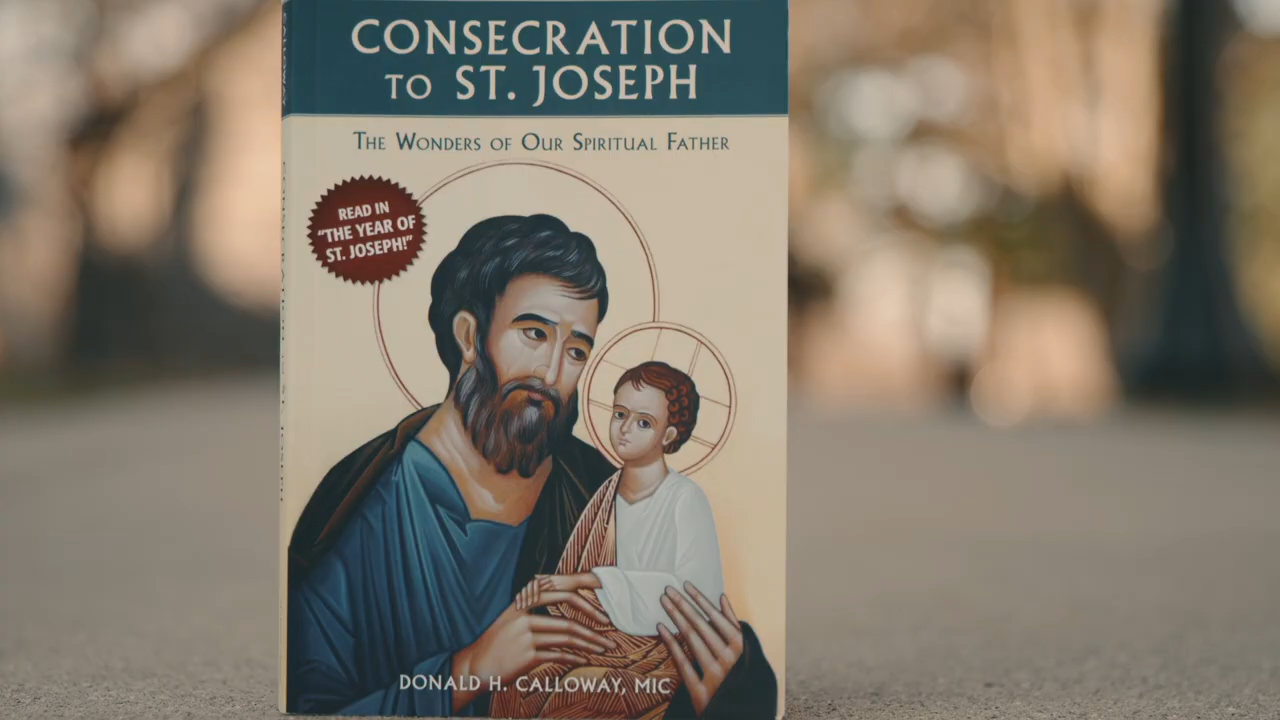 CONSECRATION
TO ST. JOSEPH
THE WONDERS OF OUR SPIRITUAL FATHER
READ IN
"THE YEAR OF
ST. JOSEPH!"
DONALD H. CALLOWAY, MIC